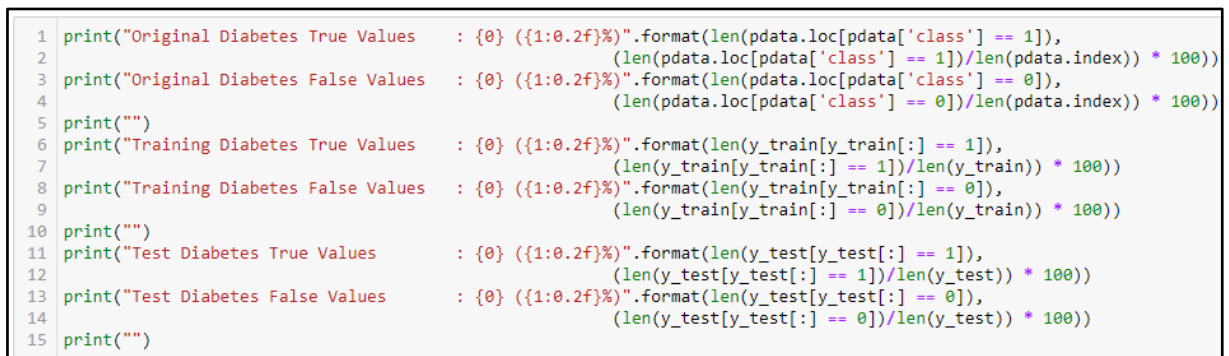 1 print("Original Diabetes True Values    : {0} ({1:0.2f}%)".format(len(pdata.loc[pdata['class'] == 1]),
2                                                       (len(pdata.loc[pdata['class'] == 1])/len(pdata.index)) * 100))
3 print("Original Diabetes False Values   : {0} ({1:0.2f}%)".format(len(pdata.loc[pdata['class'] == 0]),
4                                                       (len(pdata.loc[pdata['class'] == 0])/len(pdata.index)) * 100))
5 print("")
6 print("Training Diabetes True Values    : {0} ({1:0.2f}%)".format(len(y_train[y_train[:] == 1]),
7                                                       (len(y_train[y_train[:] == 1])/len(y_train)) * 100))
8 print("Training Diabetes False Values   : {0} ({1:0.2f}%)".format(len(y_train[y_train[:] == 0]),
9                                                       (len(y_train[y_train[:] == 0])/len(y_train)) * 100))
10 print("")
11 print("Test Diabetes True Values        : {0} ({1:0.2f}%)".format(len(y_test[y_test[:] == 1]),
12                                                       (len(y_test[y_test[:] == 1])/len(y_test)) * 100))
13 print("Test Diabetes False Values       : {0} ({1:0.2f}%)".format(len(y_test[y_test[:] == 0]),
14                                                       (len(y_test[y_test[:] == 0])/len(y_test)) * 100))
15 print("")